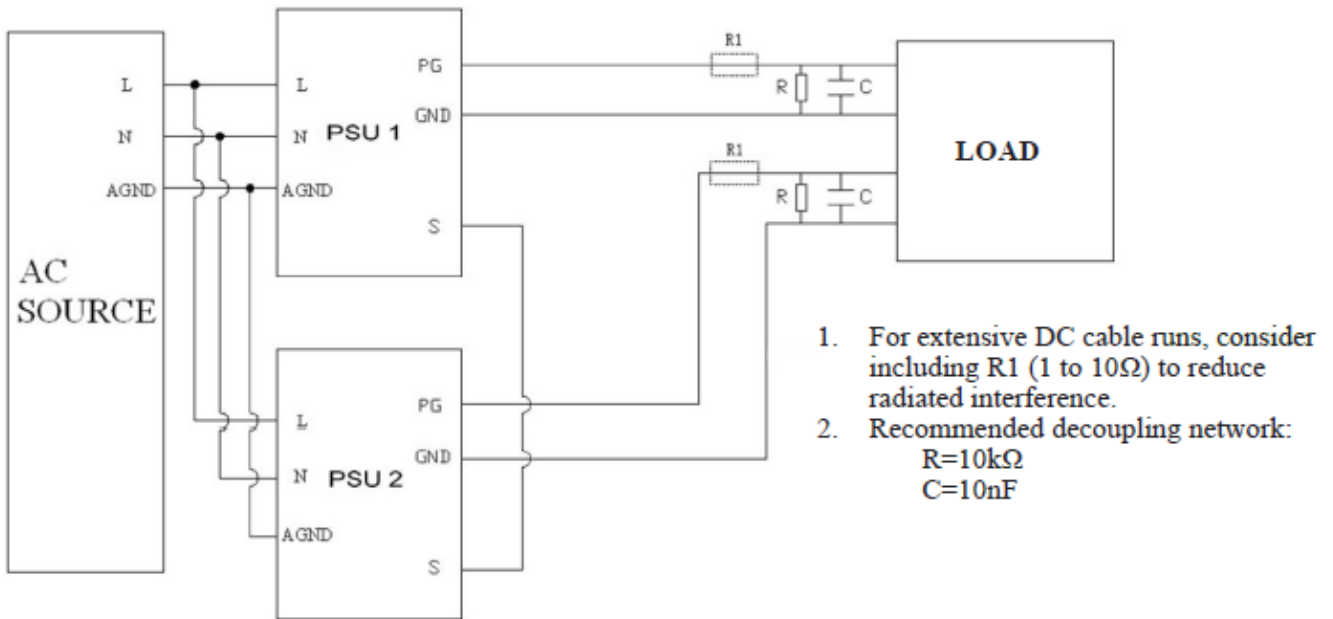 AC
SOURCE
L
N
AGND
L
N
AGND
PSU 1
PG
GND
S
R1
R
C
R1
R
C
LOAD
L
N
AGND
PSU 2
PG
GND
S
1. For extensive DC cable runs, consider
including R1 (1 to 10Ω) to reduce
radiated interference.
2. Recommended decoupling network:
R=10kΩ
C=10nF